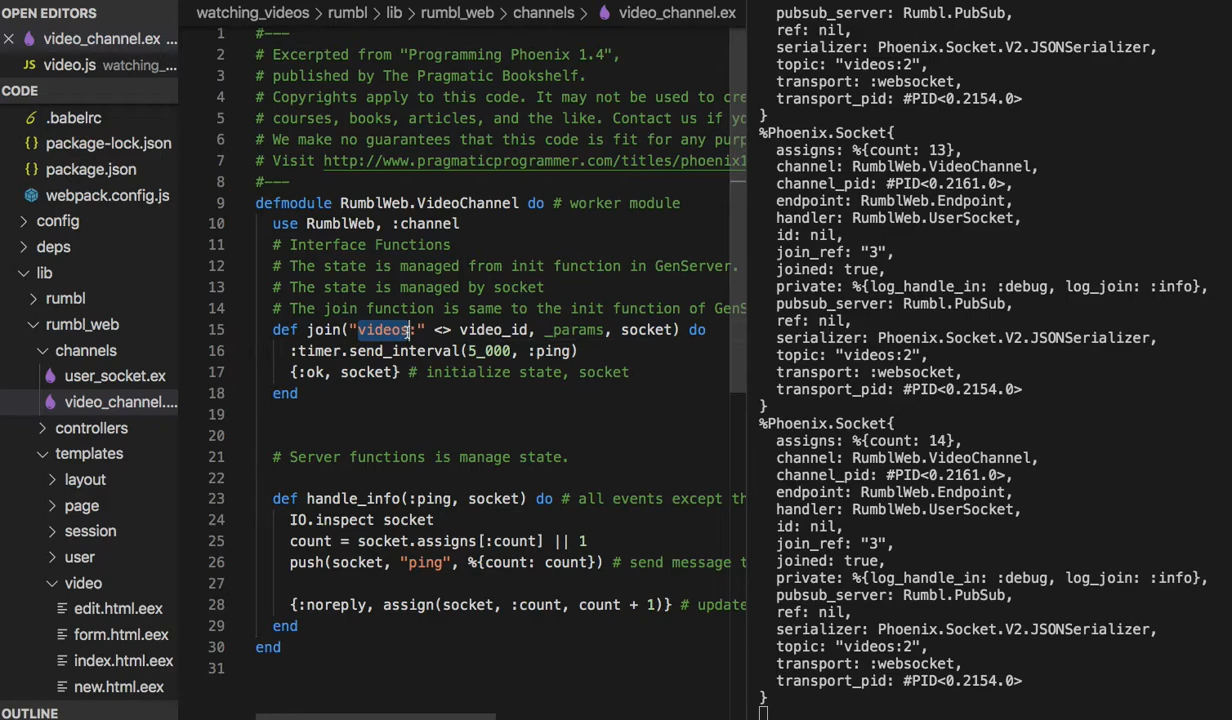 OPEN EDITORS
video_channel.ex ...
JS video.js watching_...
CODE
.babelrc
{} package-lock.json
{} package.json
webpack.config.js
config
deps
lib
rumbl
rumbl_web
channels
user_socket.ex
video_channel....
controllers
templates
layout
page
session
user
video
edit.html.eex
form.html.eex
index.html.eex
new.html.eex
OUTLINE
watching_videos > rumbl > lib > rumbl_web > channels > video_channel.ex
1 #---
2 # Excerpted from "Programming Phoenix 1.4",
3 # published by The Pragmatic Bookshelf.
4 # Copyrights apply to this code. It may not be used to cre
5 # courses, books, articles, and the like. Contact us if yo
6 # We make no guarantees that this code is fit for any purp
7 # Visit http://www.pragmaticprogrammer.com/titles/phoenix1
8 #---
9 defmodule RumblWeb.VideoChannel do # worker module
10 use RumblWeb, :channel
11 # Interface Functions
12 # The state is managed from init function in GenServer.
13 # The state is managed by socket
14 # The join function is same to the init function of GenS
15 def join("videos:" <> video_id, _params, socket) do
16 :timer.send_interval(5_000, :ping)
17 {:ok, socket} # initialize state, socket
18 end
19
20
21 # Server functions is manage state.
22
23 def handle_info(:ping, socket) do # all events except th
24 IO.inspect socket
25 count = socket.assigns[:count] || 1
26 push(socket, "ping", %{count: count}) # send message t
27
28 {:noreply, assign(socket, :count, count + 1)} # update
29 end
30 end
31
pubsub_server: Rumbl.PubSub,
ref: nil,
serializer: Phoenix.Socket.V2.JSONSerializer,
topic: "videos:2",
transport: :websocket,
transport_pid: #PID<0.2154.0>
}
%Phoenix.Socket{
assigns: %{count: 13},
channel: RumblWeb.VideoChannel,
channel_pid: #PID<0.2161.0>,
endpoint: RumblWeb.Endpoint,
handler: RumblWeb.UserSocket,
id: nil,
join_ref: "3",
joined: true,
private: %{log_handle_in: :debug, log_join: :info},
pubsub_server: Rumbl.PubSub,
ref: nil,
serializer: Phoenix.Socket.V2.JSONSerializer,
topic: "videos:2",
transport: :websocket,
transport_pid: #PID<0.2154.0>
}
%Phoenix.Socket{
assigns: %{count: 14},
channel: RumblWeb.VideoChannel,
channel_pid: #PID<0.2161.0>,
endpoint: RumblWeb.Endpoint,
handler: RumblWeb.UserSocket,
id: nil,
join_ref: "3",
joined: true,
private: %{log_handle_in: :debug, log_join: :info},
pubsub_server: Rumbl.PubSub,
ref: nil,
serializer: Phoenix.Socket.V2.JSONSerializer,
topic: "videos:2",
transport: :websocket,
transport_pid: #PID<0.2154.0>
}